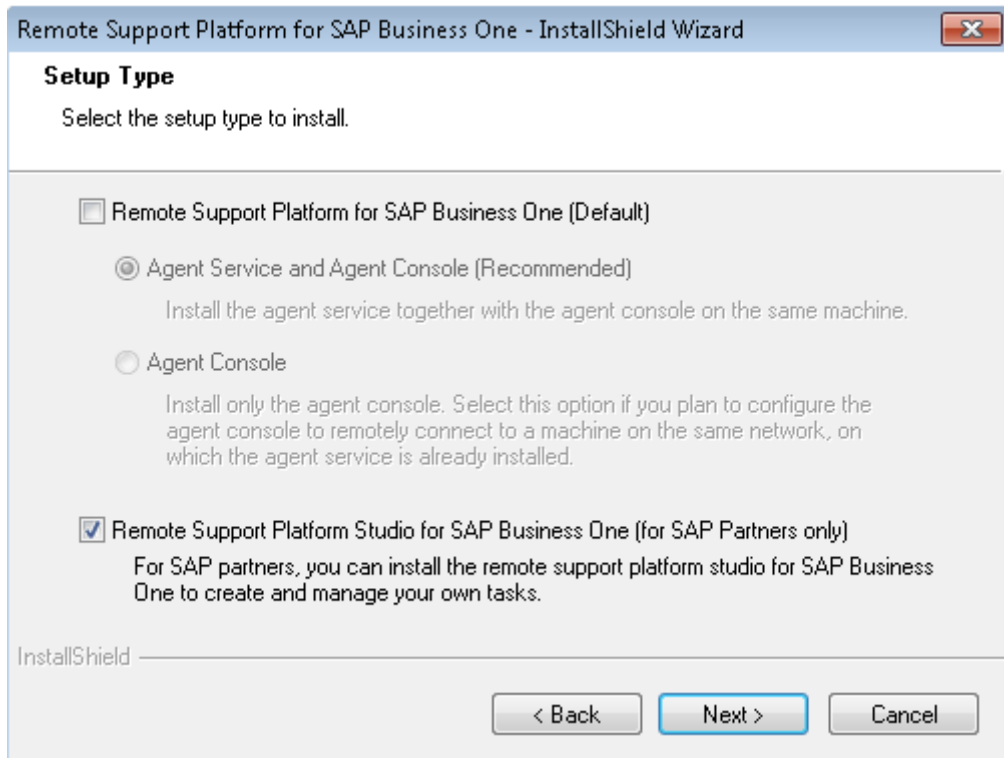 Remote Support Platform for SAP Business One - InstallShield Wizard
Setup Type
Select the setup type to install.
Remote Support Platform for SAP Business One (Default)
Agent Service and Agent Console (Recommended)
Install the agent service together with the agent console on the same machine.
Agent Console
Install only the agent console. Select this option if you plan to configure the
agent console to remotely connect to a machine on the same network, on
which the agent service is already installed.
Remote Support Platform Studio for SAP Business One (for SAP Partners only)
For SAP partners, you can install the remote support platform studio for SAP Business
One to create and manage your own tasks.
InstallShield
< Back Next > Cancel